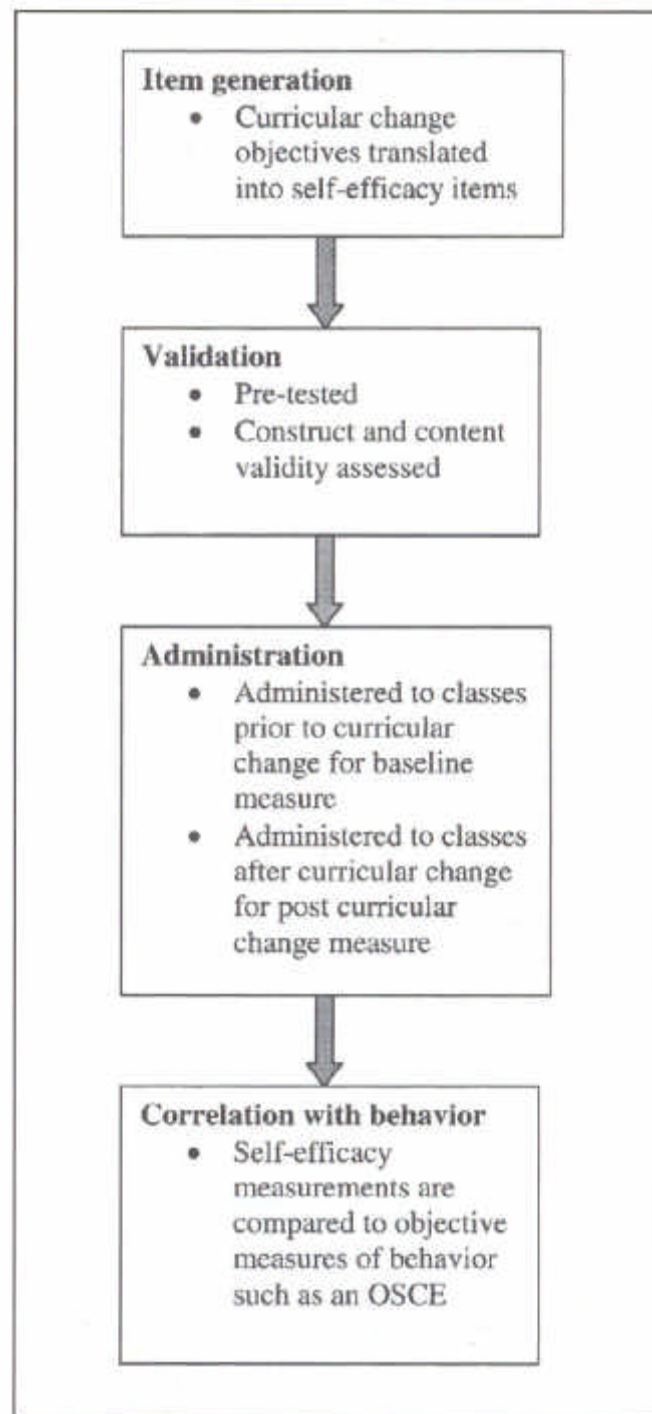 Item generation
• Curricular change
objectives translated
into self-efficacy items
Validation
• Pre-tested
• Construct and content
validity assessed
Administration
• Administered to classes
prior to curricular
change for baseline
measure
• Administered to classes
after curricular change
for post curricular
change measure
Correlation with behavior
• Self-efficacy
measurements are
compared to objective
measures of behavior
such as an OSCE